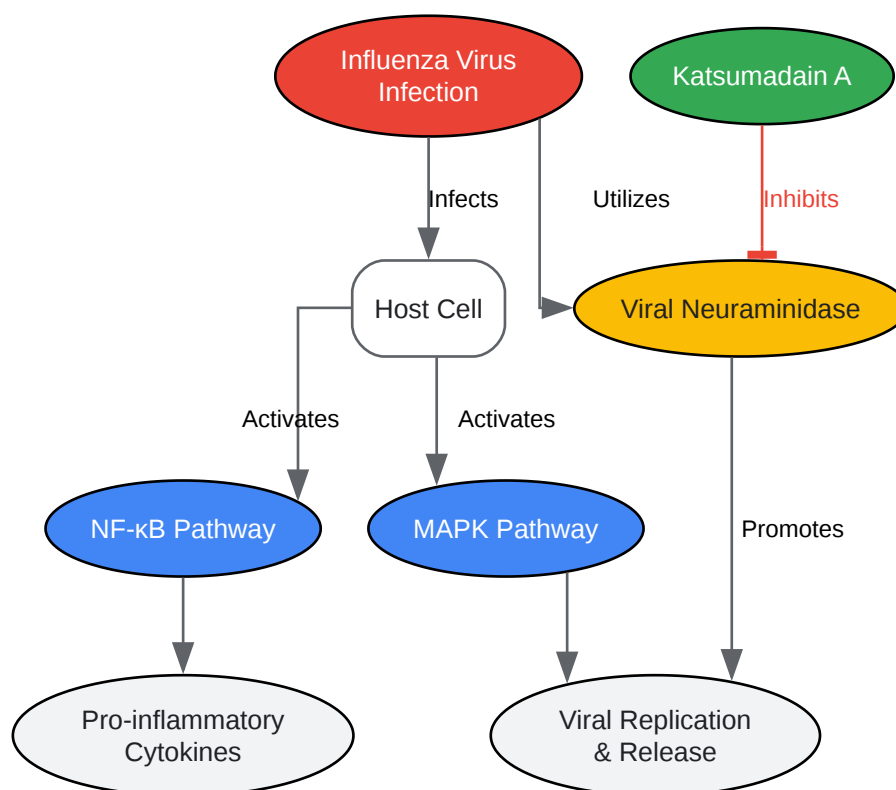 Influenza Virus
Infection
Katsumadain A
Infects
Utilizes
Inhibits
Host Cell
Viral Neuraminidase
Activates
Activates
NF-κB Pathway
MAPK Pathway
Promotes
Pro-inflammatory
Cytokines
Viral Replication
& Release